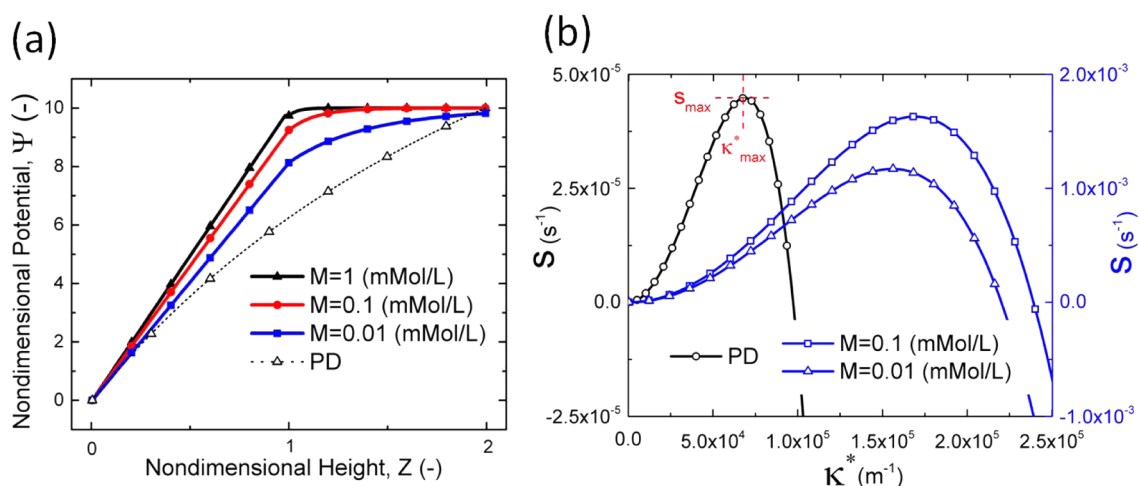 (a)
Nondimensional Potential, Ψ (-)
10
8
6
4
2
0
M=1 (mMol/L)
M=0.1 (mMol/L)
M=0.01 (mMol/L)
PD
0
1
2
Nondimensional Height, Z (-)
(b)
S (s⁻¹)
5.0x10⁻⁵
2.5x10⁻⁵
0.0
-2.5x10⁻⁵
s_max
κ*_max
PD
M=0.1 (mMol/L)
M=0.01 (mMol/L)
2.0x10⁻³
1.0x10⁻³
0.0
-1.0x10⁻³
S (s⁻¹)
0.0 5.0x10⁴ 1.0x10⁵ 1.5x10⁵ 2.0x10⁵ 2.5x10⁵
κ* (m⁻¹)